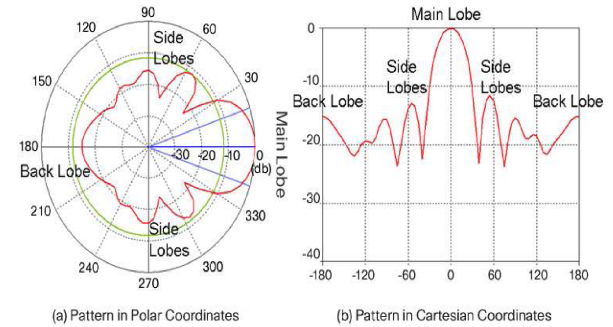 90
120
60
Side
Lobes
150
30
180
-30 -20 -10 0
(db)
Main Lobe
Back Lobe
210
330
Side
Lobes
240
300
270
(a) Pattern in Polar Coordinates
Main Lobe
0
-10
Side
Lobes
Side
Lobes
Back Lobe
Back Lobe
-20
-30
-40
-180 -120 -60 0 60 120 180
(b) Pattern in Cartesian Coordinates